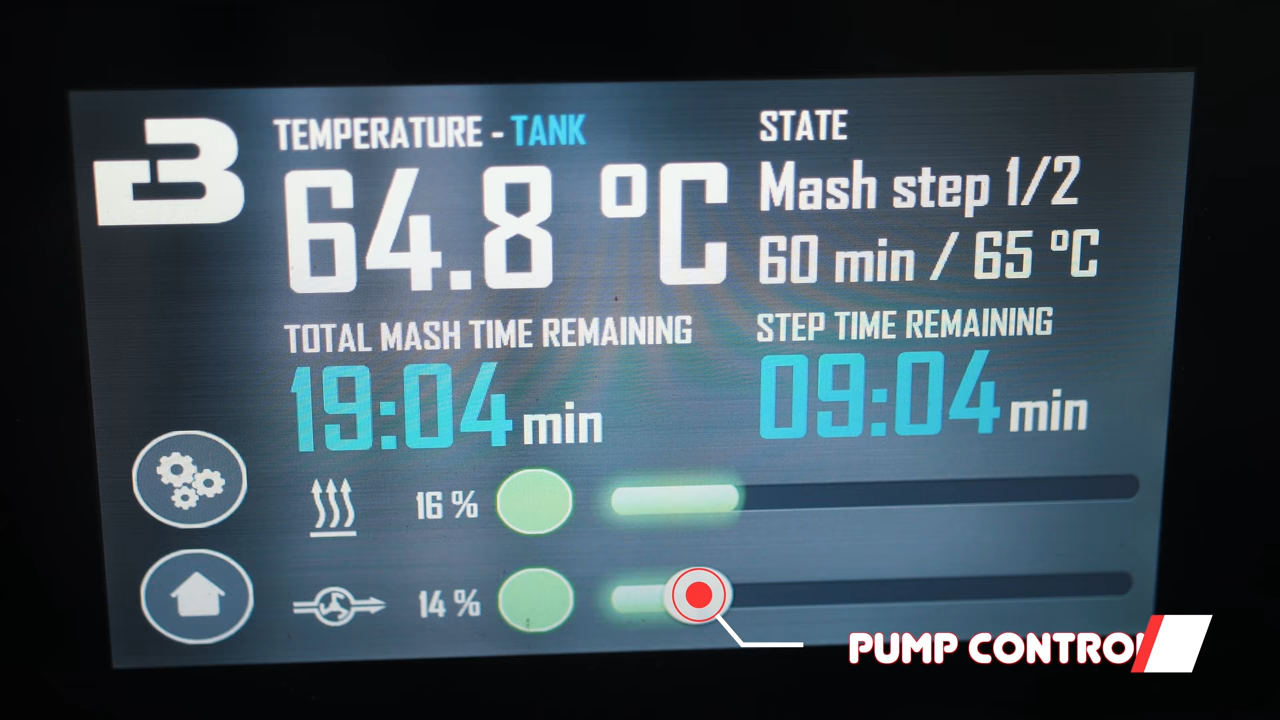 TEMPERATURE - TANK
64.8 °C
STATE
Mash step 1/2
60 min / 65 °C
TOTAL MASH TIME REMAINING
19:04 min
STEP TIME REMAINING
09:04 min
16 %
14 %
PUMP CONTROL